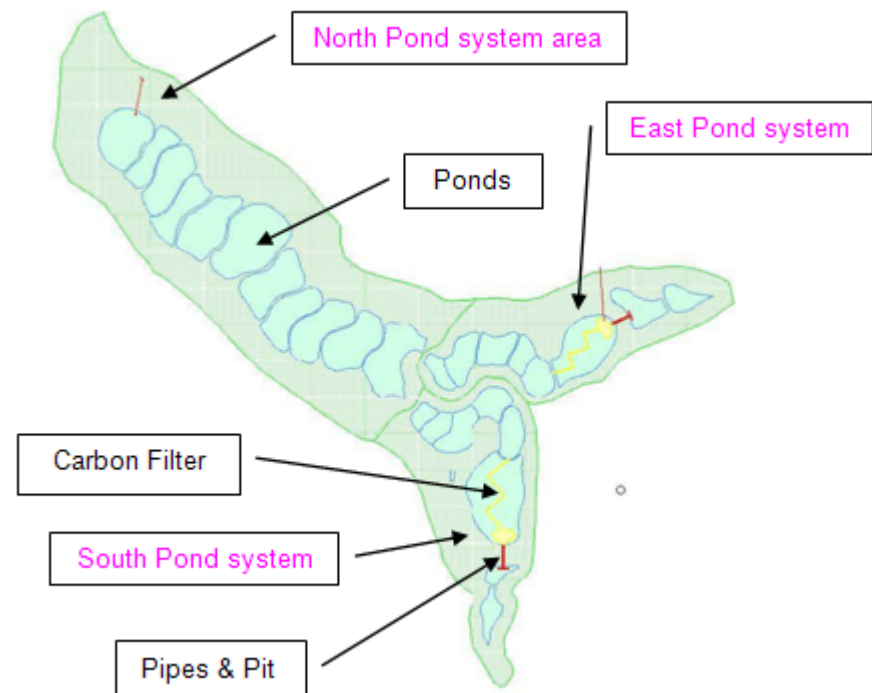 North Pond system area
East Pond system
Ponds
Carbon Filter
South Pond system
Pipes & Pit